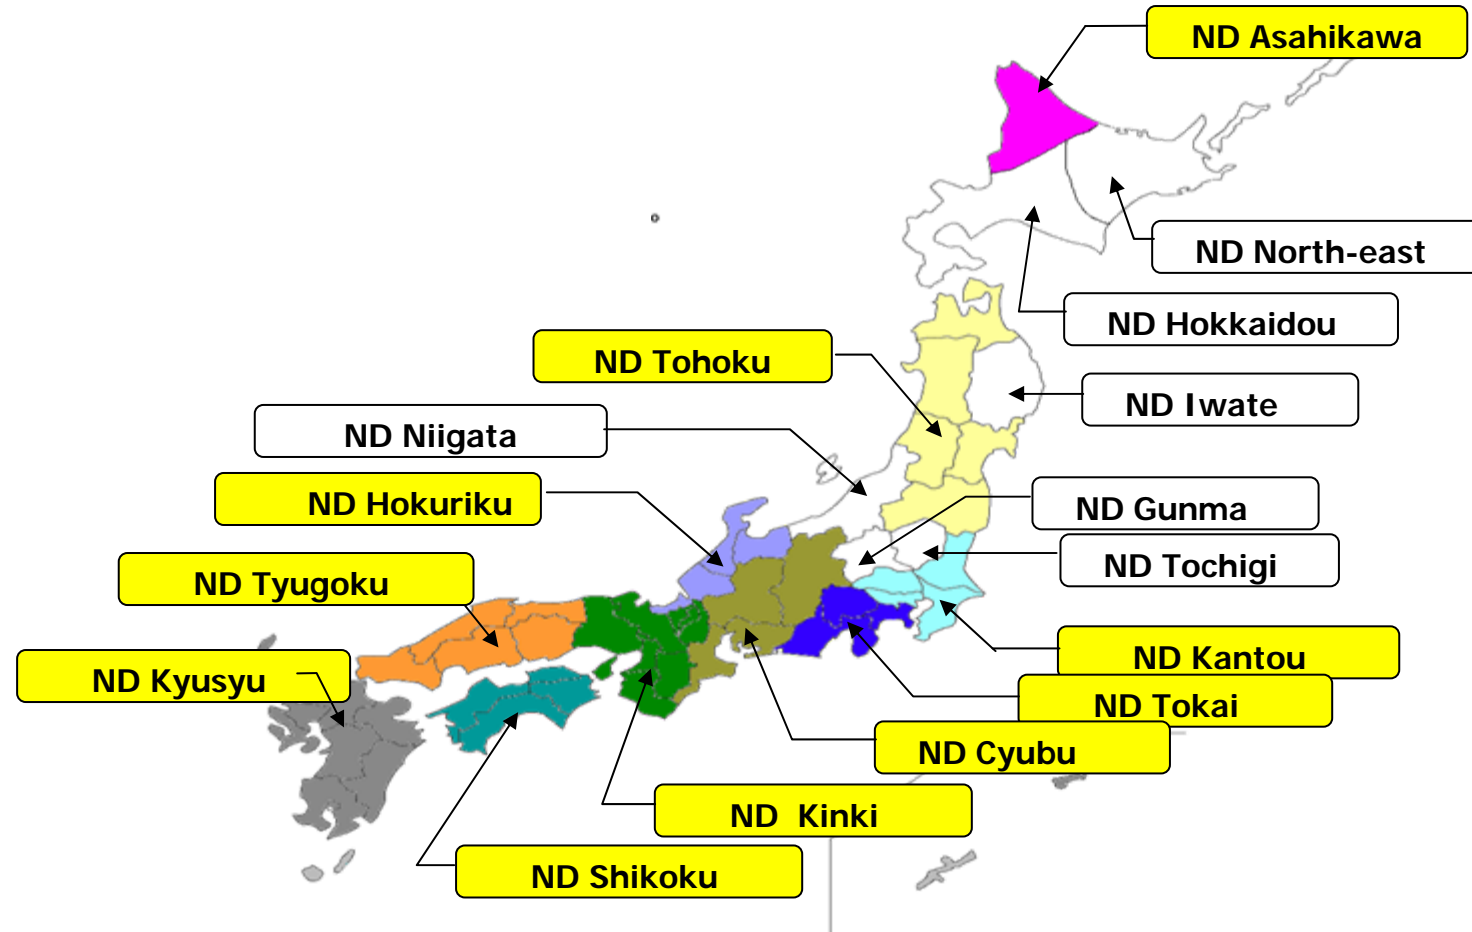 ND Asahikawa
ND North-east
ND Hokkaidou
ND Tohoku
ND Iwate
ND Niigata
ND Hokuriku
ND Gunma
ND Tochigi
ND Tyugoku
ND Kantou
ND Kyusyu
ND Tokai
ND Cyubu
ND Kinki
ND Shikoku